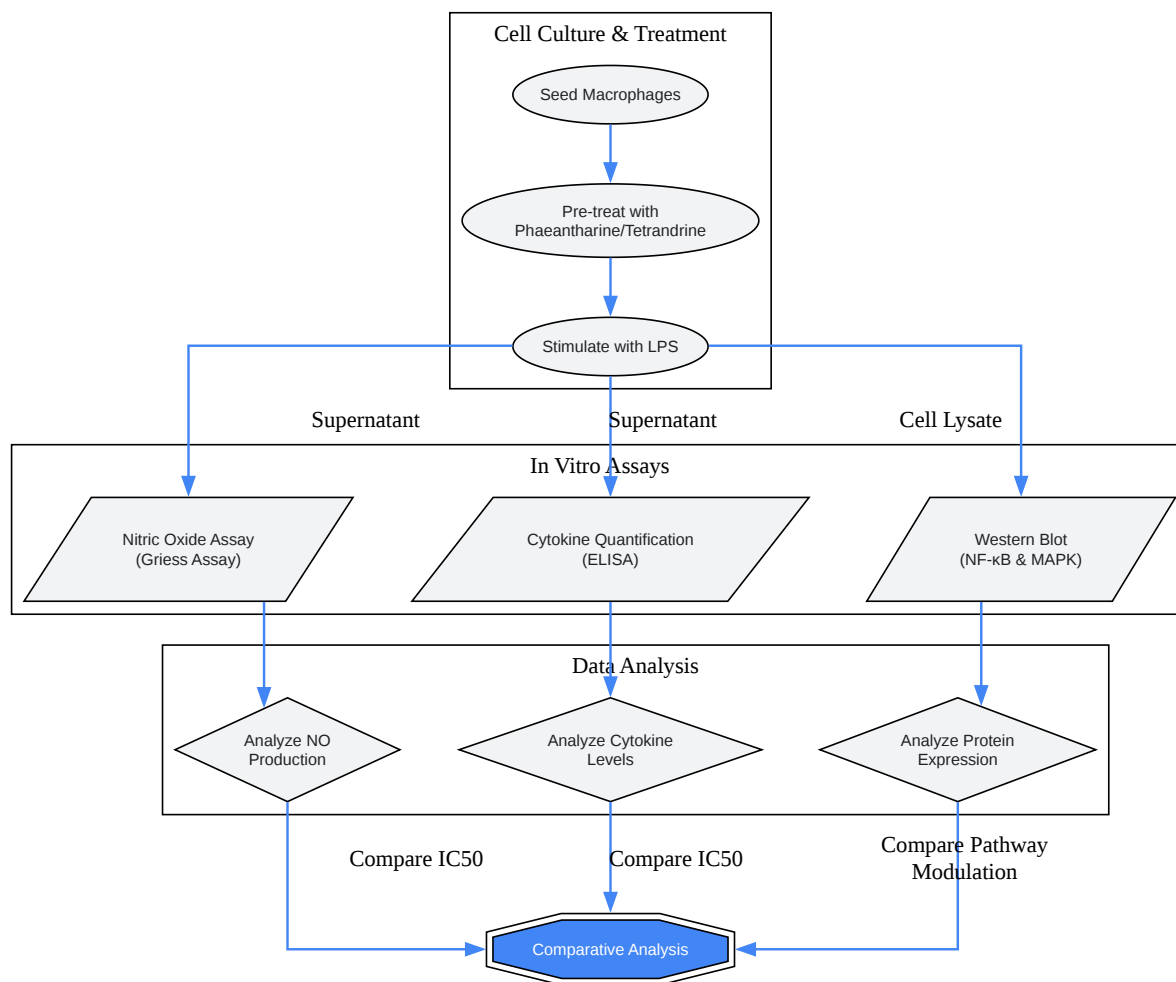 Cell Culture & Treatment
Seed Macrophages
Pre-treat with
Phaeantharine/Tetrandrine
Stimulate with LPS
Supernatant
Supernatant
Cell Lysate
In Vitro Assays
Nitric Oxide Assay
(Griess Assay)
Cytokine Quantification
(ELISA)
Western Blot
(NF-κB & MAPK)
Data Analysis
Analyze NO
Production
Analyze Cytokine
Levels
Analyze Protein
Expression
Compare IC50
Compare IC50
Compare Pathway
Modulation
Comparative Analysis